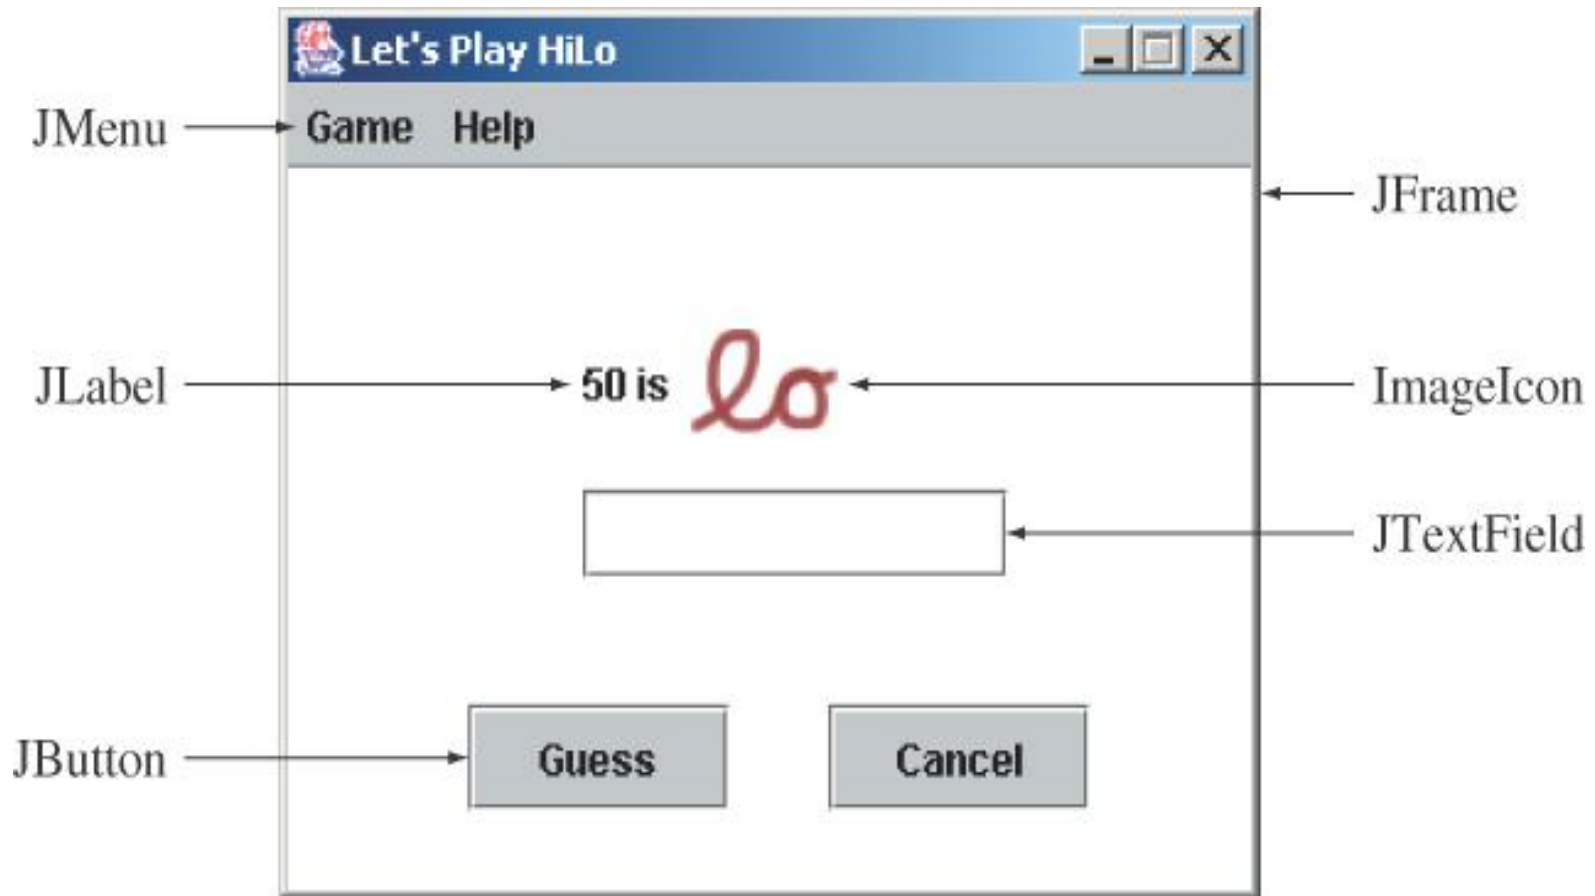 Let's Play HiLo
JMenu Game Help
JFrame
JLabel 50 is lo ImageIcon
JTextField
JButton Guess Cancel